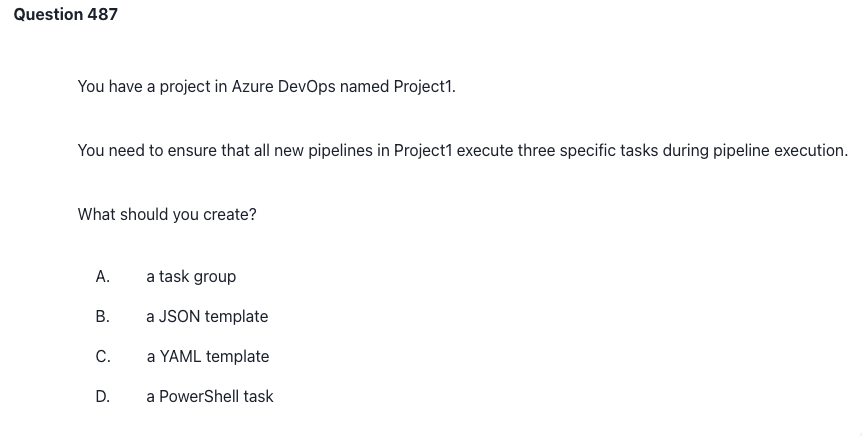 Question 487
You have a project in Azure DevOps named Project1.
You need to ensure that all new pipelines in Project1 execute three specific tasks during pipeline execution.
What should you create?
A. a task group
B. a JSON template
C. a YAML template
D. a PowerShell task